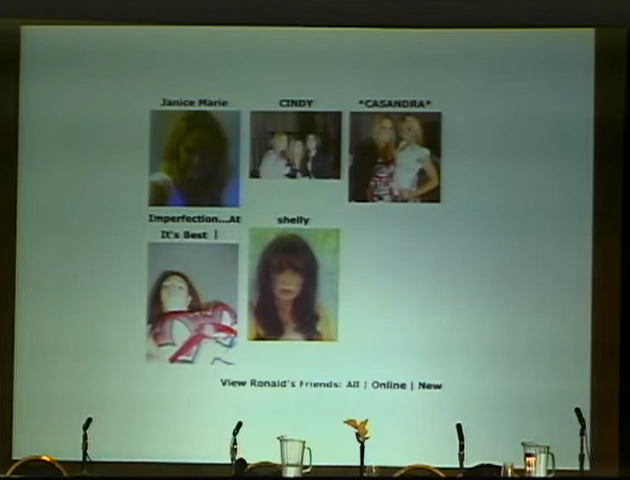 Janice Marie CINDY *CASANDRA*
Imperfection...At shelly
It's Best |
View Ronald's Friends: All | Online | New